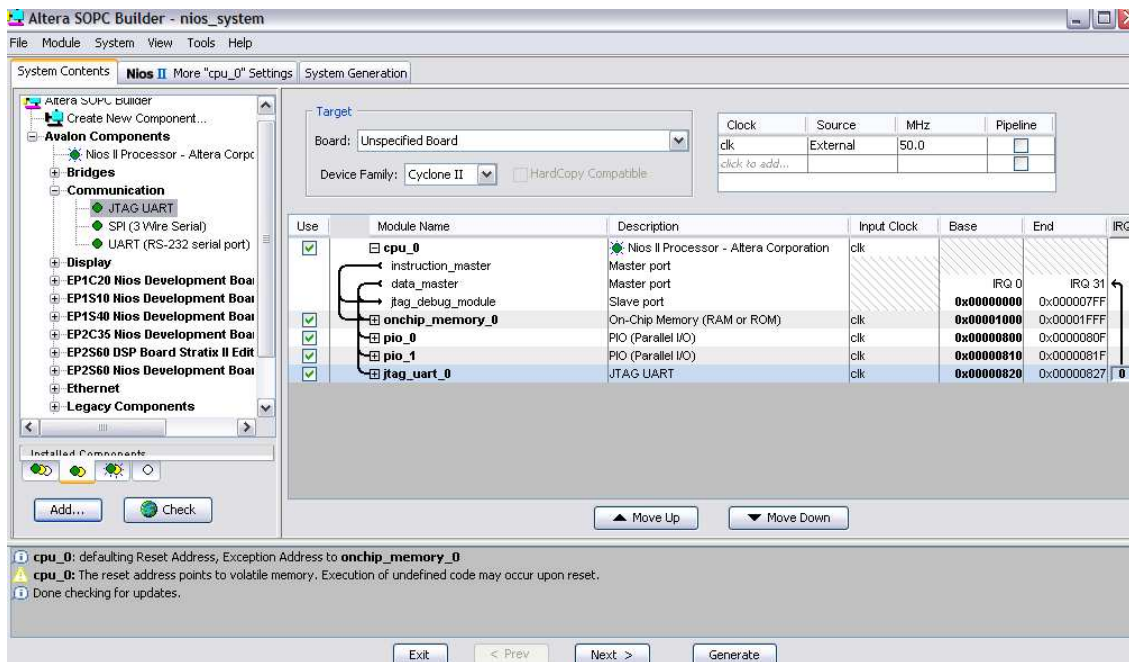 Altera SOPC Builder - nios_system
File Module System View Tools Help
System Contents Nios II More "cpu_0" Settings System Generation
Altera SOPC Builder
Create New Component...
Avalon Components
Nios II Processor - Altera Corpc
Bridges
Communication
JTAG UART
SPI (3 Wire Serial)
UART (RS-232 serial port)
Display
EP1C20 Nios Development Boar
EP1S10 Nios Development Boar
EP1S40 Nios Development Boar
EP2C35 Nios Development Boar
EP2S60 DSP Board Stratix II Edit
EP2S60 Nios Development Boar
Ethernet
Legacy Components
Installed Components
Add... Check
Target
Board: Unspecified Board
Device Family: Cyclone II HardCopy Compatible
Clock Source MHz Pipeline
clk External 50.0
click to add...
Use Module Name Description Input Clock Base End IRQ
cpu_0 Nios II Processor - Altera Corporation clk
instruction_master Master port
data_master Master port IRQ 0 IRQ 31
jtag_debug_module Slave port 0x00000000 0x000007FF
onchip_memory_0 On-Chip Memory (RAM or ROM) clk 0x00001000 0x00001FFF
pio_0 PIO (Parallel I/O) clk 0x00000800 0x0000080F
pio_1 PIO (Parallel I/O) clk 0x00000810 0x0000081F
jtag_uart_0 JTAG UART clk 0x00000820 0x00000827 0
Move Up Move Down
cpu_0: defaulting Reset Address, Exception Address to onchip_memory_0
cpu_0: The reset address points to volatile memory. Execution of undefined code may occur upon reset.
Done checking for updates.
Exit < Prev Next > Generate